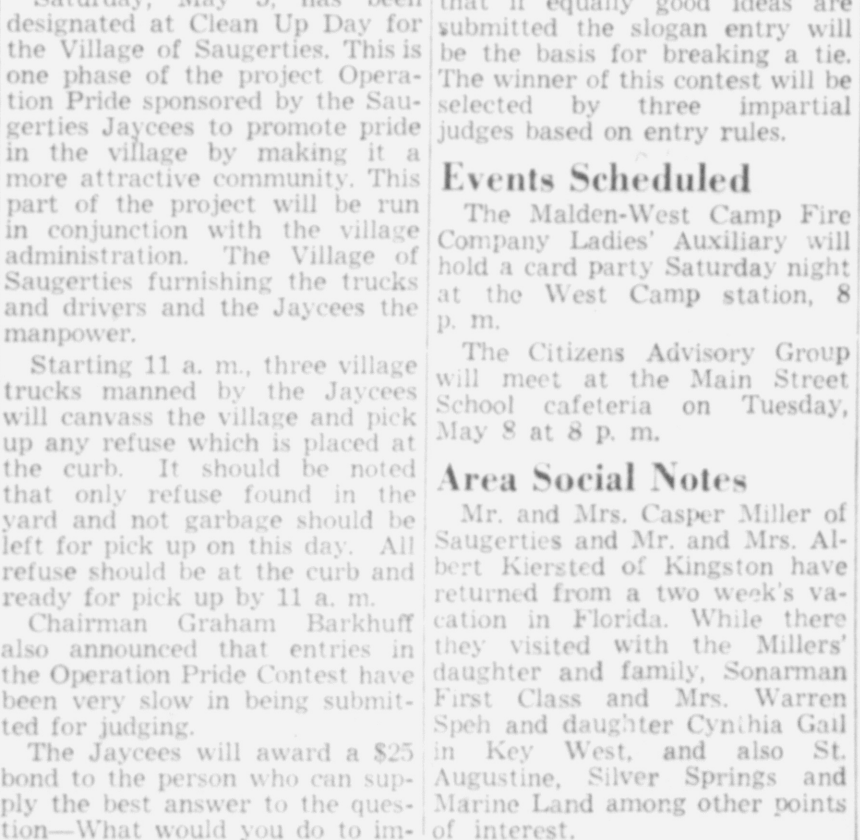 Saturday, May 5, has been
designated at Clean Up Day for
the Village of Saugerties. This is
one phase of the project Opera-
tion Pride sponsored by the Sau-
gerties Jaycees to promote pride
in the village by making it a
more attractive community. This
part of the project will be run
in conjunction with the village
administration. The Village of
Saugerties furnishing the trucks
and drivers and the Jaycees the
manpower.
Starting 11 a. m., three village
trucks manned by the Jaycees
will canvass the village and pick
up any refuse which is placed at
the curb. It should be noted
that only refuse found in the
yard and not garbage should be
left for pick up on this day. All
refuse should be at the curb and
ready for pick up by 11 a. m.
Chairman Graham Barkhuff
also announced that entries in
the Operation Pride Contest have
been very slow in being submit-
ted for judging.
The Jaycees will award a $25
bond to the person who can sup-
ply the best answer to the ques-
tion—What would you do to im-
that if equally good ideas are
submitted the slogan entry will
be the basis for breaking a tie.
The winner of this contest will be
selected by three impartial
judges based on entry rules.
Events Scheduled
The Malden-West Camp Fire
Company Ladies' Auxiliary will
hold a card party Saturday night
at the West Camp station, 8
p. m.
The Citizens Advisory Group
will meet at the Main Street
School cafeteria on Tuesday,
May 8 at 8 p. m.
Area Social Notes
Mr. and Mrs. Casper Miller of
Saugerties and Mr. and Mrs. Al-
bert Kiersted of Kingston have
returned from a two week's va-
cation in Florida. While there
they visited with the Millers'
daughter and family, Sonarman
First Class and Mrs. Warren
Speh and daughter Cynthia Gail
in Key West, and also St.
Augustine, Silver Springs and
Marine Land among other points
of interest.